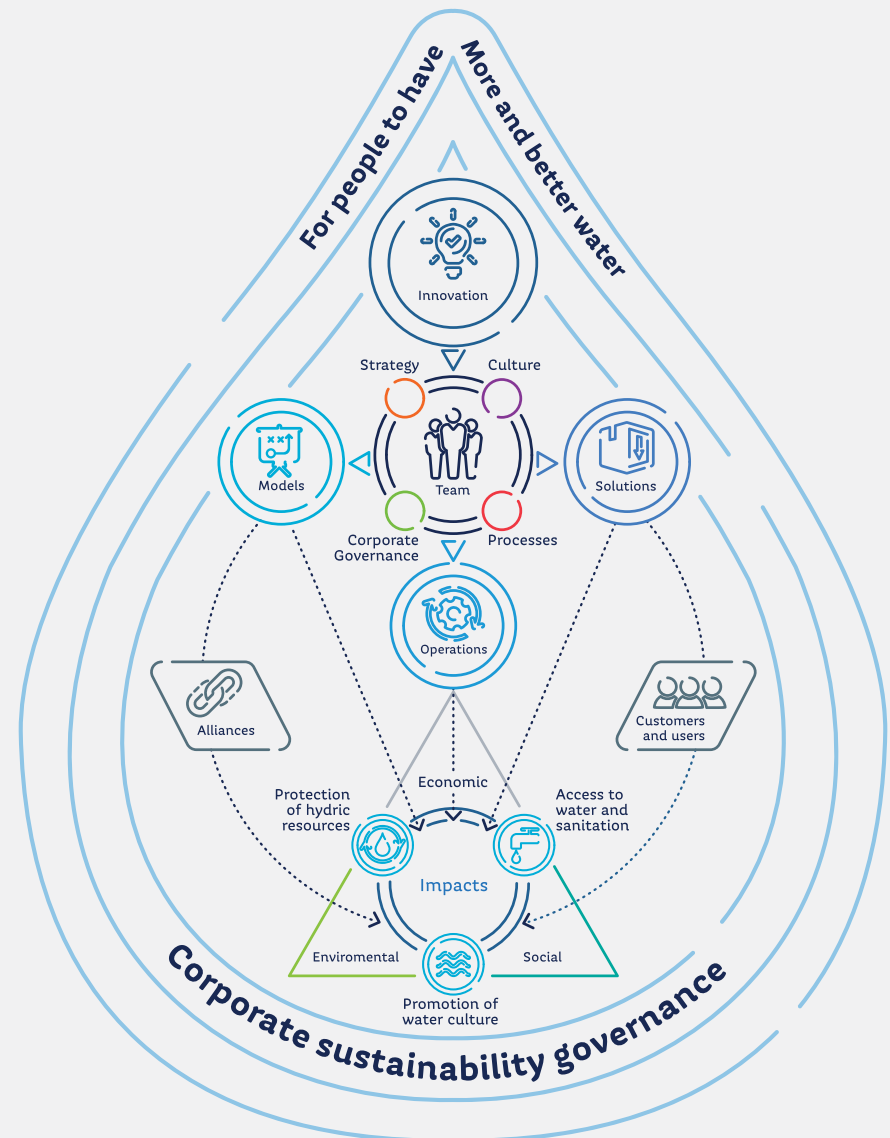 For people to have
More and better water
Innovation
Strategy
Culture
Models
Team
Solutions
Corporate
Governance
Processes
Operations
Alliances
Customers
and users
Economic
Protection
of hydric
resources
Access to
water and
sanitation
Impacts
Enviromental
Social
Promotion of
water culture
Corporate sustainability governance